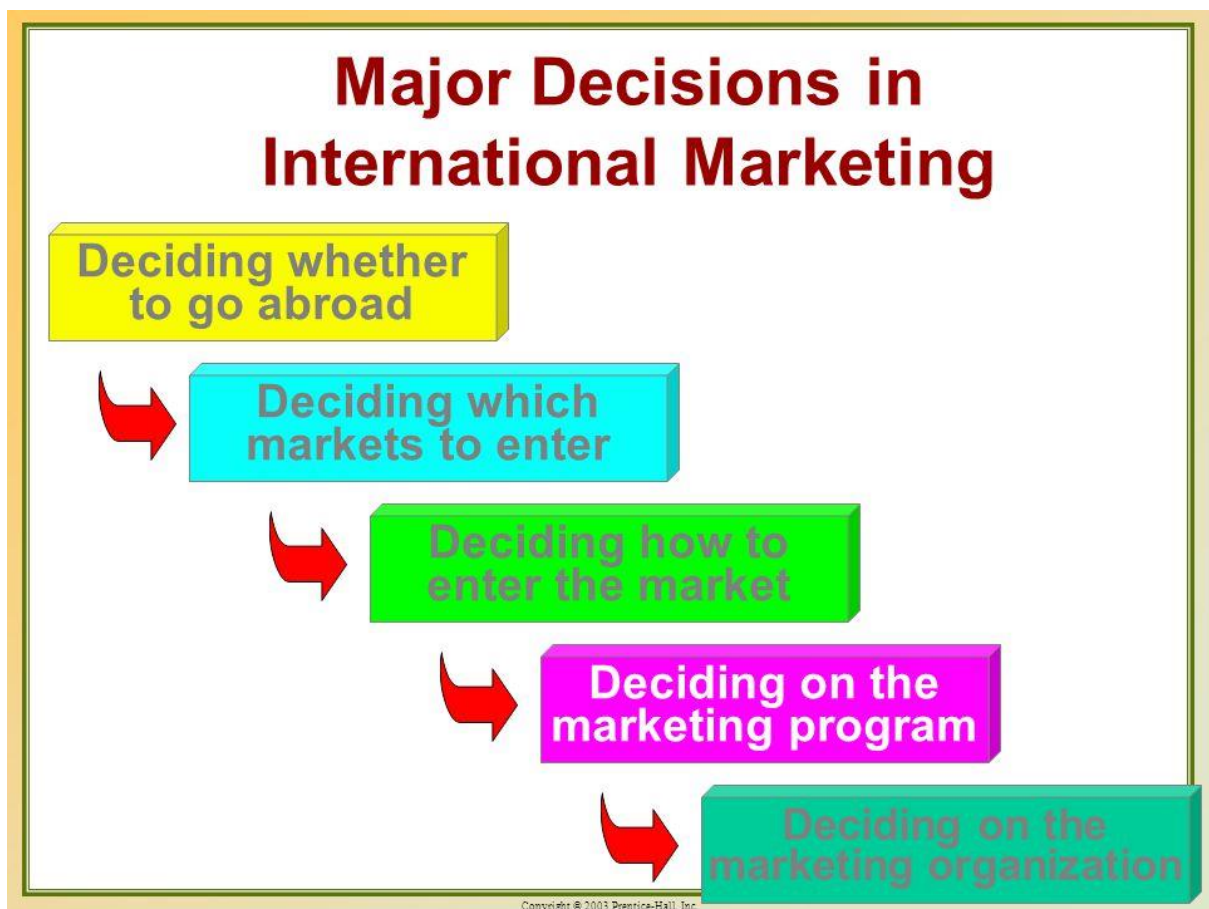 Major Decisions in
International Marketing
Deciding whether
to go abroad
Deciding which
markets to enter
Deciding how to
enter the market
Deciding on the
marketing program
Deciding on the
marketing organization
Copyright © 2003 Prentice-Hall, Inc.